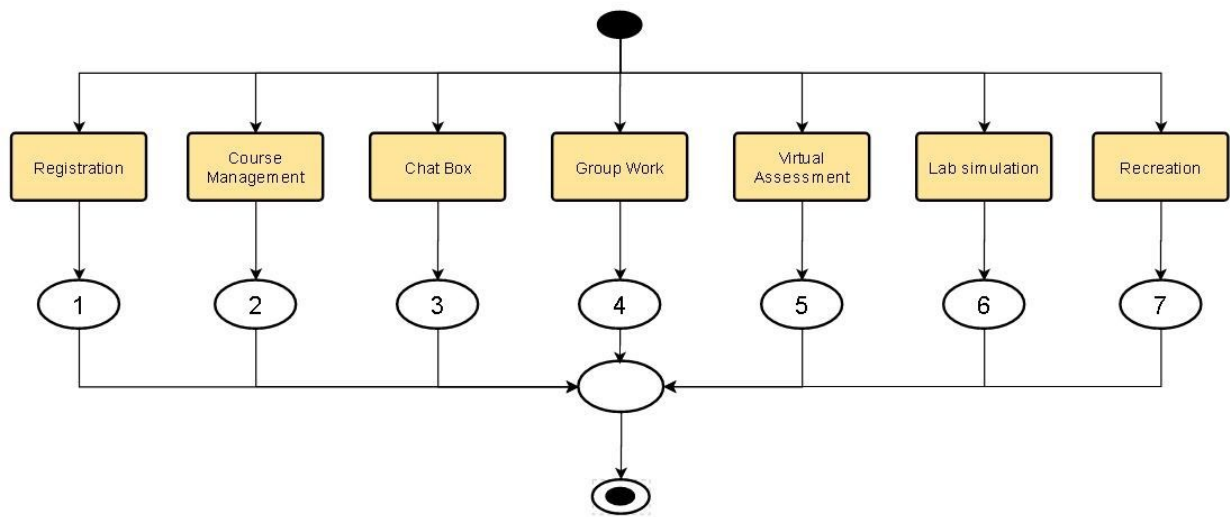 Registration
Course
Management
Chat Box
Group Work
Virtual
Assessment
Lab simulation
Recreation
1
2
3
4
5
6
7